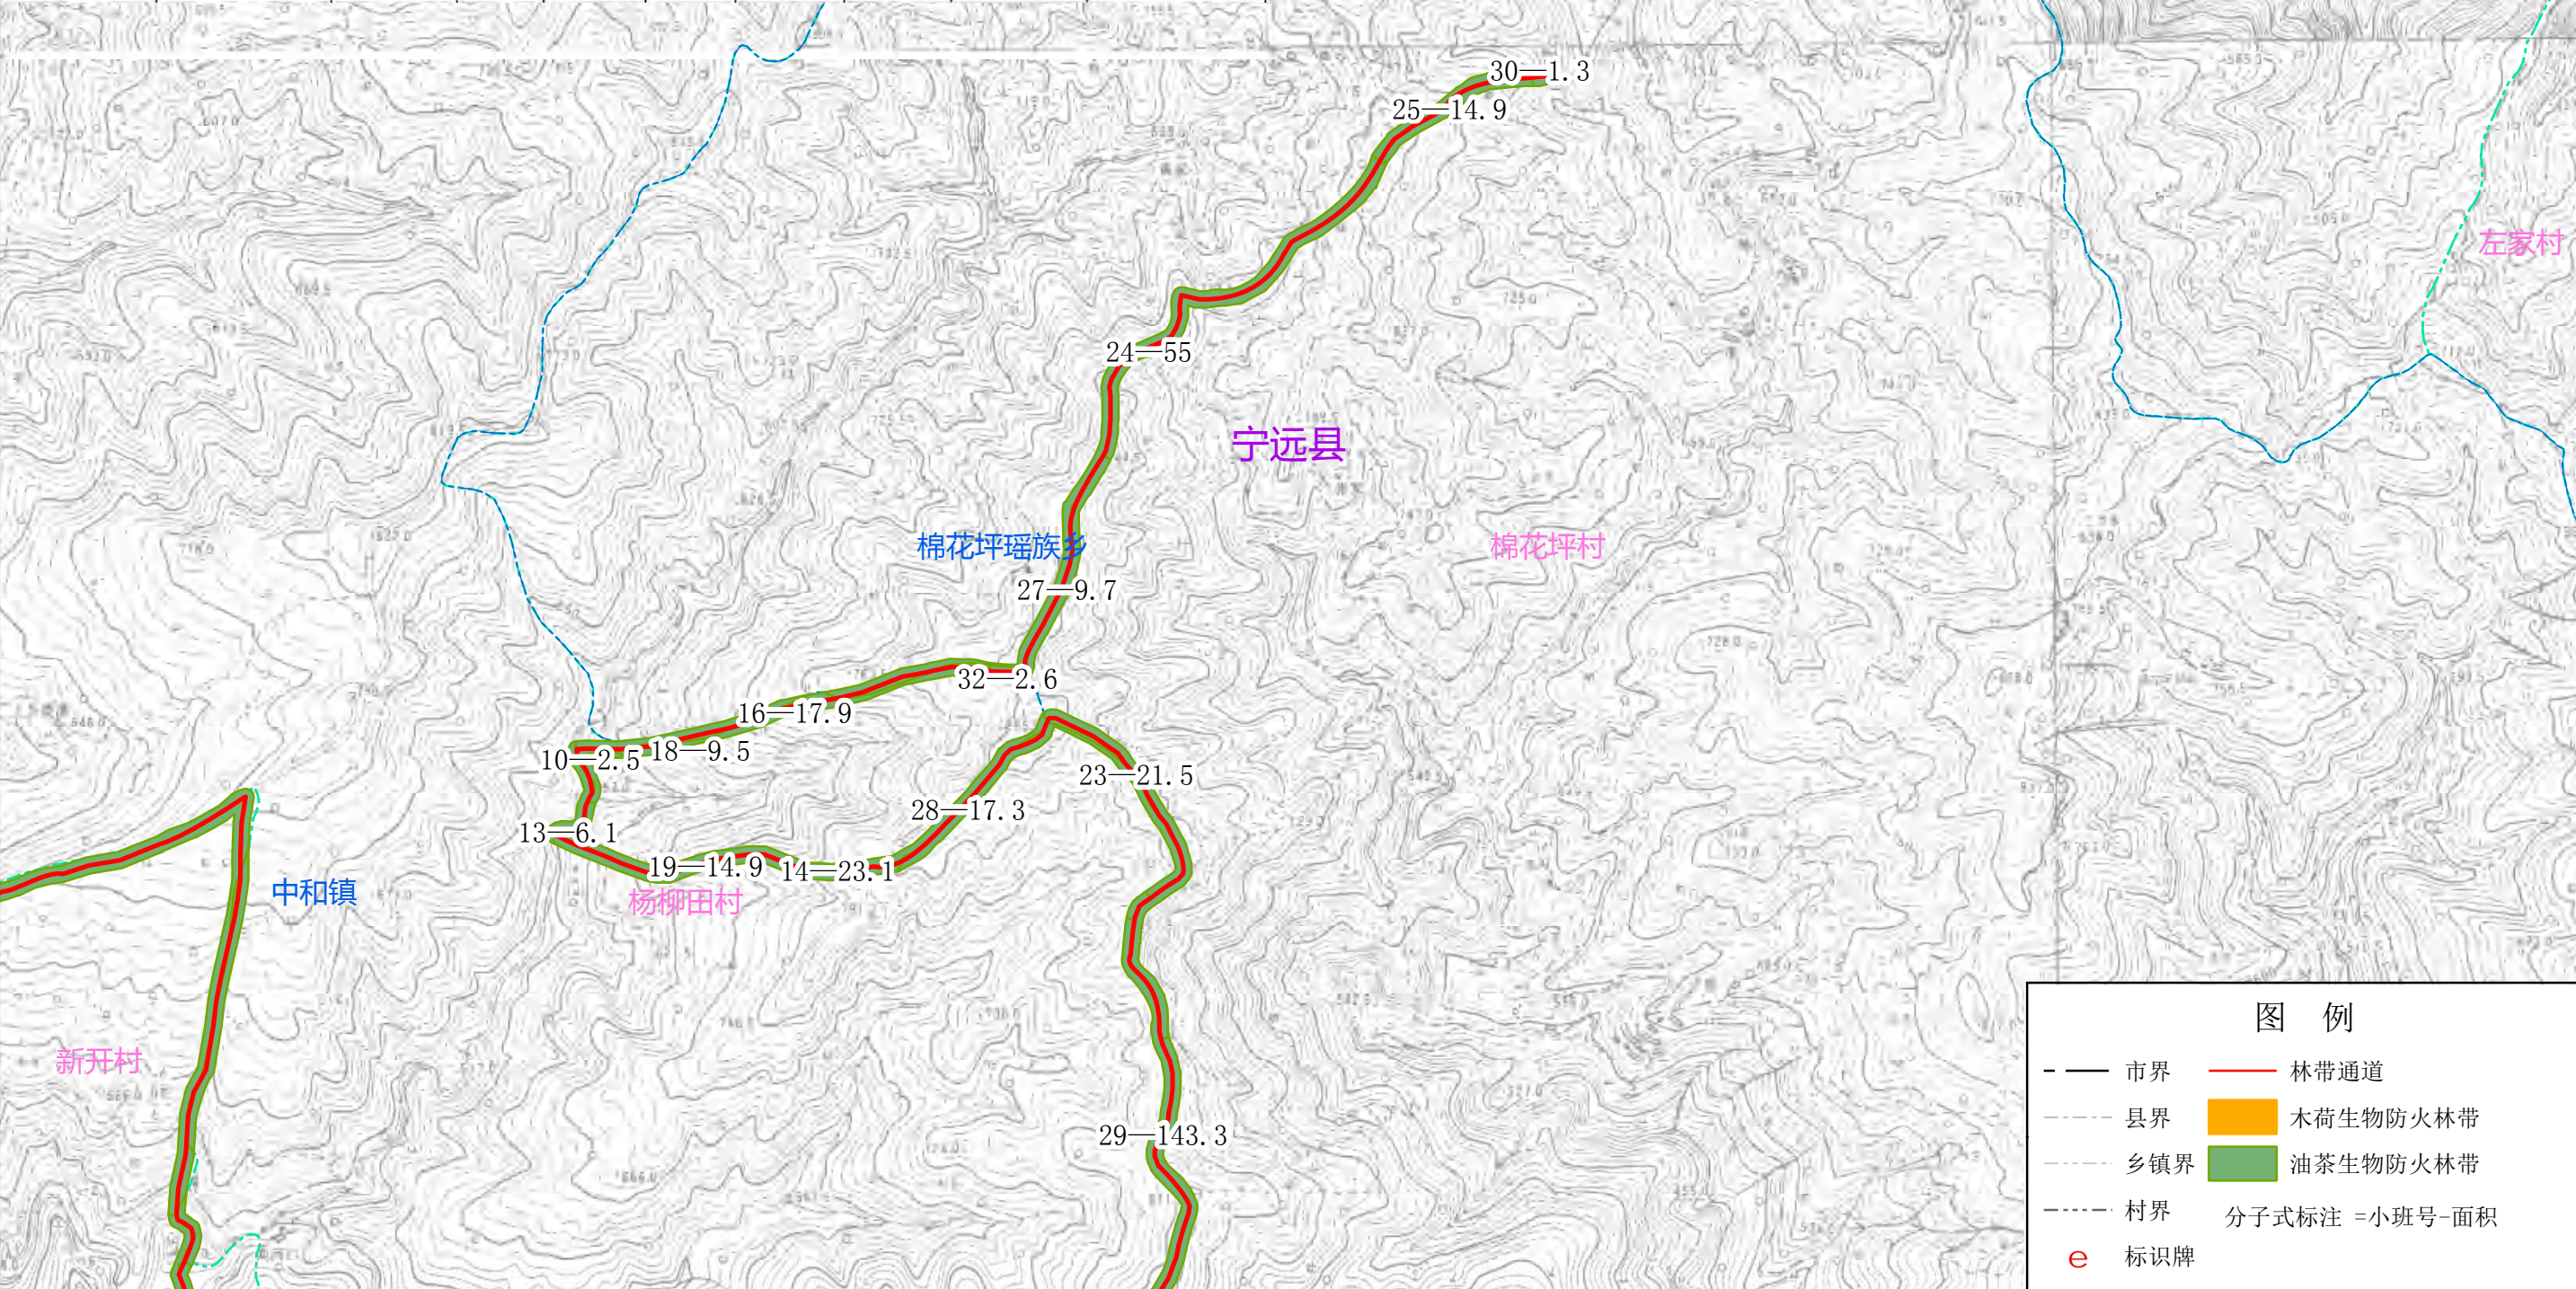 30—1.3
25—14.9
左家村
24—55
宁远县
棉花坪瑶族乡
棉花坪村
27—9.7
32—2.6
16—17.9
18—9.5
10—2.5
23—21.5
28—17.3
13—6.1
19—14.9
14—23.1
中和镇
杨柳田村
新开村
29—143.3
图 例
市界
林带通道
县界
木荷生物防火林带
乡镇界
油茶生物防火林带
村界
分子式标注 =小班号-面积
e 标识牌